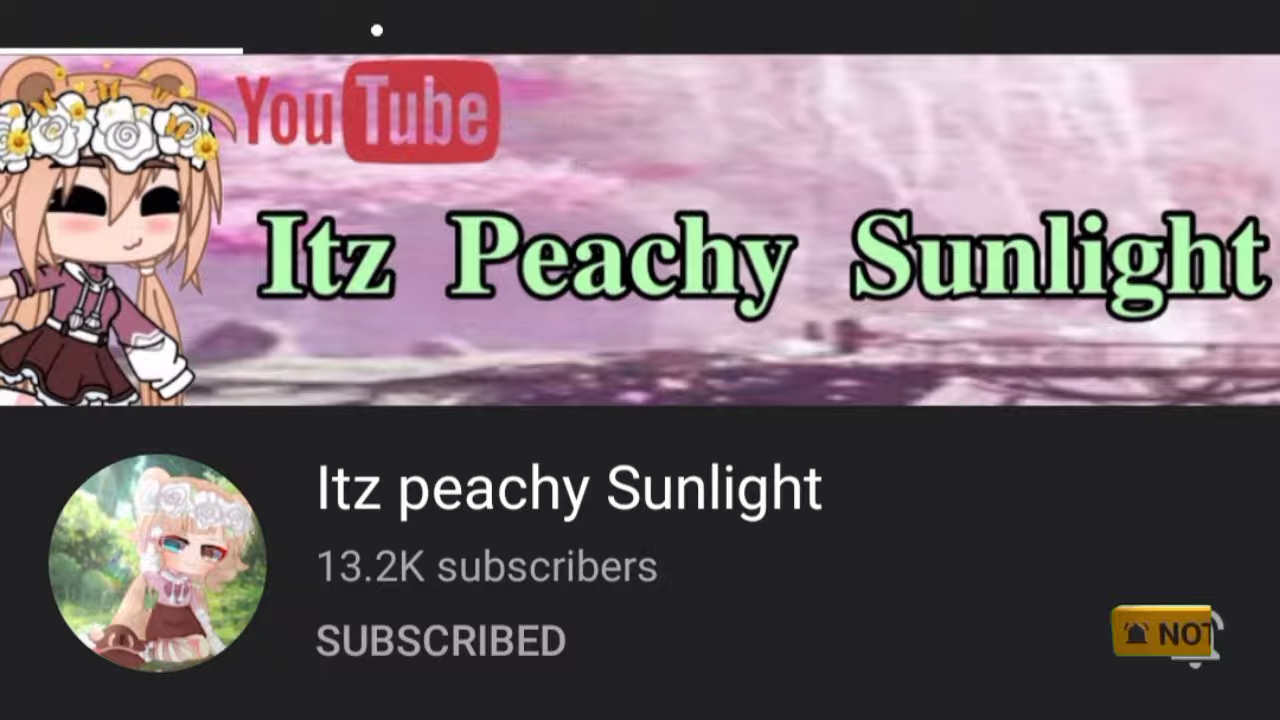 YouTube
Itz Peachy Sunlight
Itz peachy Sunlight
13.2K subscribers
SUBSCRIBED
NOT